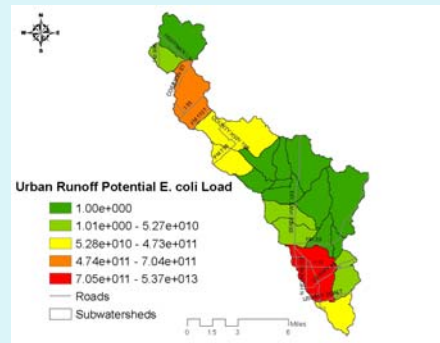 N
Urban Runoff Potential E. coli Load
1.00e+000
1.01e+000 - 5.27e+010
5.28e+010 - 4.73e+011
4.74e+011 - 7.04e+011
7.05e+011 - 5.37e+013
Roads
Subwatersheds
0 1.5 3 6
Miles